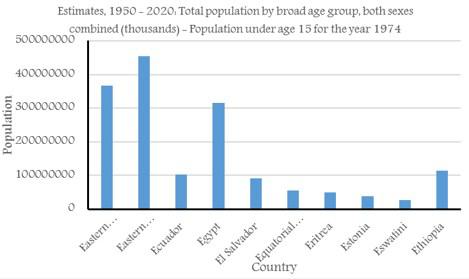 Estimates, 1950 - 2020: Total population by broad age group, both sexes
combined (thousands) - Population under age 15 for the year 1974
500000000
400000000
300000000
200000000
100000000
0
Population
Eastern...
Eastern...
Ecuador
Egypt
El Salvador
Equatorial...
Eritrea
Estonia
Eswatini
Ethiopia
Country